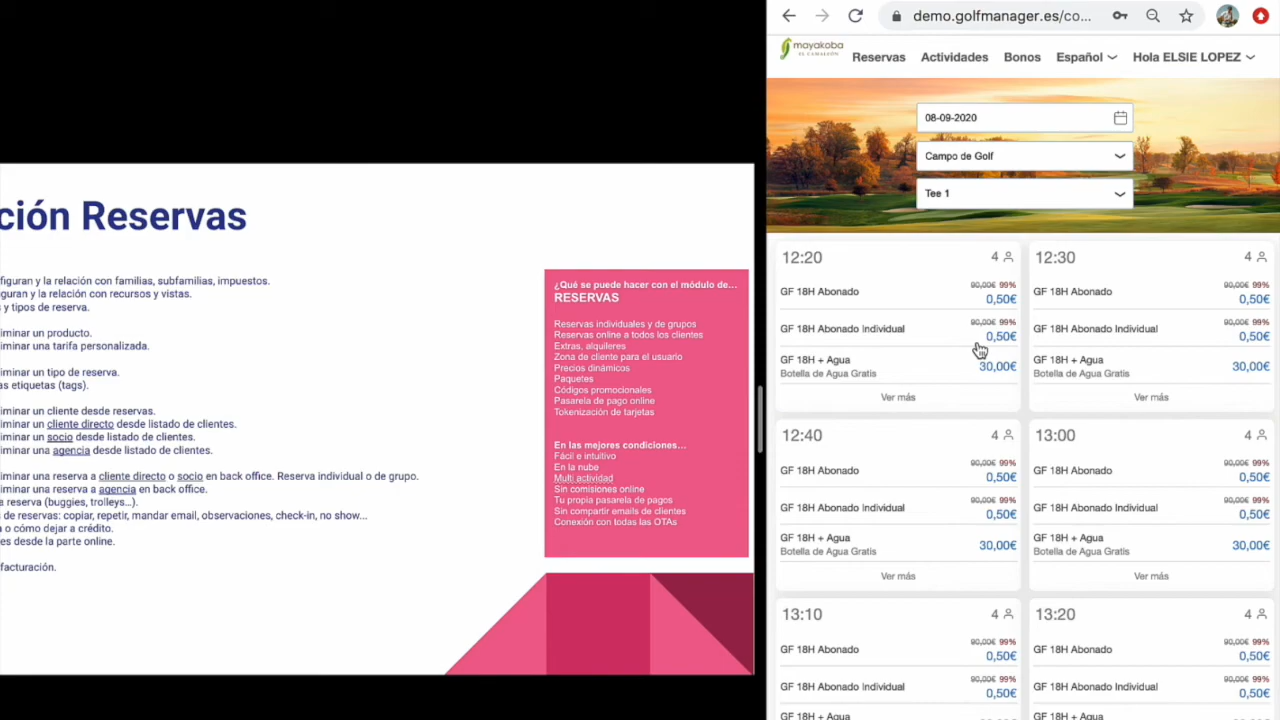 ción Reservas
figuran y la relación con familias, subfamilias, impuestos.
guran y la relación con recursos y vistas.
s y tipos de reserva.
iminar un producto.
iminar una tarifa personalizada.
iminar un tipo de reserva.
as etiquetas (tags).
iminar un cliente desde reservas.
iminar un cliente directo desde listado de clientes.
iminar un socio desde listado de clientes.
iminar una agencia desde listado de clientes.
iminar una reserva a cliente directo o socio en back office. Reserva individual o de grupo.
iminar una reserva a agencia en back office.
e reserva (buggies, trolleys…).
s de reservas: copiar, repetir, mandar email, observaciones, check-in, no show...
a o cómo dejar a crédito.
es desde la parte online.
facturación.
¿Qué se puede hacer con el módulo de…
RESERVAS
Reservas individuales y de grupos
Reservas online a todos los clientes
Extras, alquileres
Zona de cliente para el usuario
Precios dinámicos
Paquetes
Códigos promocionales
Pasarela de pago online
Tokenización de tarjetas
En las mejores condiciones…
Fácil e intuitivo
En la nube
Multi actividad
Sin comisiones online
Tu propia pasarela de pagos
Sin compartir emails de clientes
Conexión con todas las OTAs
demo.golfmanager.es/co...
mayakoba
EL CAMALEÓN
Reservas Actividades Bonos Español Hola ELSIE LOPEZ
08-09-2020
Campo de Golf
Tee 1
12:20 4
GF 18H Abonado 90,00€ 99%
0,50€
GF 18H Abonado Individual 90,00€ 99%
0,50€
GF 18H + Agua
Botella de Agua Gratis 30,00€
Ver más
12:30 4
GF 18H Abonado 90,00€ 99%
0,50€
GF 18H Abonado Individual 90,00€ 99%
0,50€
GF 18H + Agua
Botella de Agua Gratis 30,00€
Ver más
12:40 4
GF 18H Abonado 90,00€ 99%
0,50€
GF 18H Abonado Individual 90,00€ 99%
0,50€
GF 18H + Agua
Botella de Agua Gratis 30,00€
Ver más
13:00 4
GF 18H Abonado 90,00€ 99%
0,50€
GF 18H Abonado Individual 90,00€ 99%
0,50€
GF 18H + Agua
Botella de Agua Gratis 30,00€
Ver más
13:10 4
GF 18H Abonado 90,00€ 99%
0,50€
GF 18H Abonado Individual 90,00€ 99%
0,50€
GF 18H + Agua 30,00€
13:20 4
GF 18H Abonado 90,00€ 99%
0,50€
GF 18H Abonado Individual 90,00€ 99%
0,50€
GF 18H + Agua 30,00€